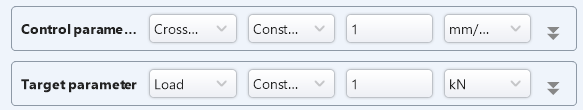 Control parame... Cross... Const... 1 mm/...
Target parameter Load Const... 1 kN